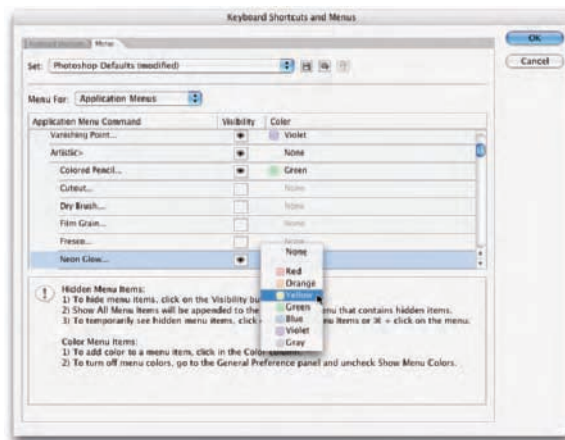 Keyboard Shortcuts and Menus
Keyboard Shortcuts Menus
OK
Cancel
Set: Photoshop Defaults (modified)
Menu For: Application Menus
Application Menu Command Visibility Color
Vanishing Point... Violet
Artistic> None
Colored Pencil... Green
Cutout... None
Dry Brush... None
Film Grain... None
Fresco... None
Neon Glow...
None
Red
Orange
Yellow
Green
Blue
Violet
Gray
Hidden Menu Items:
1) To hide menu items, click on the Visibility bu
2) Show All Menu Items will be appended to the nu that contains hidden items.
3) To temporarily see hidden menu items, click nu Items or ⌘ + click on the menu.
Color Menu Items:
1) To add color to a menu item, click in the Color column.
2) To turn off menu colors, go to the General Preference panel and uncheck Show Menu Colors.